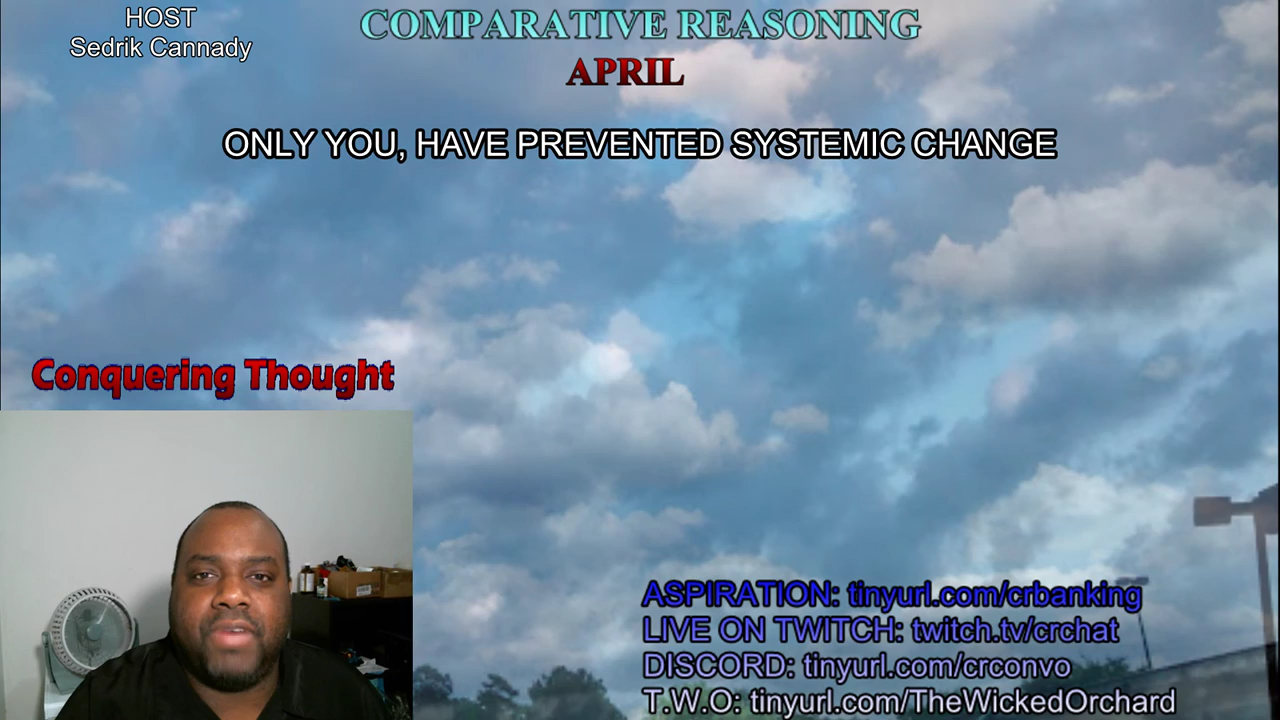 HOST
Sedrik Cannady
COMPARATIVE REASONING
APRIL
ONLY YOU, HAVE PREVENTED SYSTEMIC CHANGE
Conquering Thought
ASPIRATION: tinyurl.com/crbanking
LIVE ON TWITCH: twitch.tv/crchat
DISCORD: tinyurl.com/crconvo
T.W.O: tinyurl.com/TheWickedOrchard